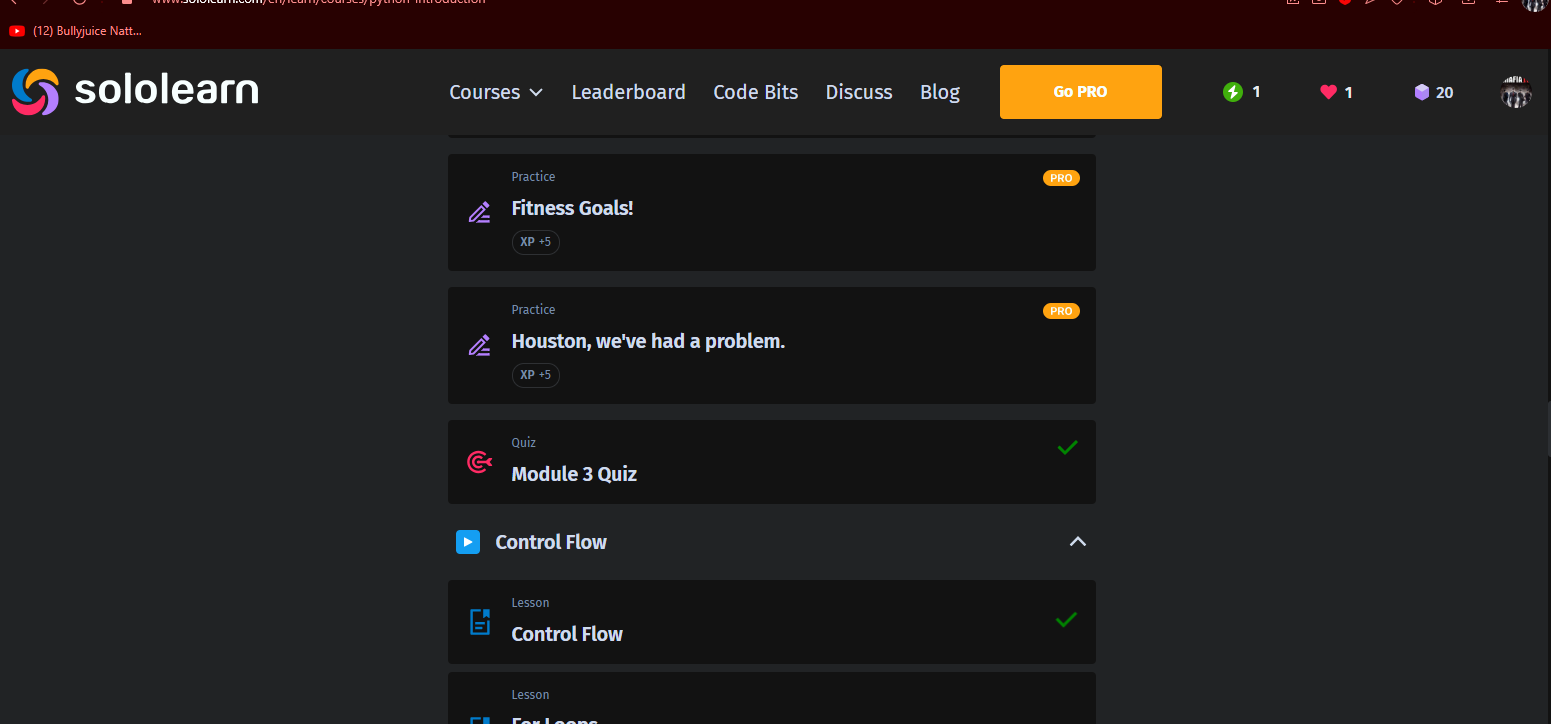 www.sololearn.com/en/learn/courses/python-introduction
(12) Bullyjuice Natt...
sololearn
Courses
Leaderboard
Code Bits
Discuss
Blog
Go PRO
1
1
20
Practice
PRO
Fitness Goals!
XP +5
Practice
PRO
Houston, we've had a problem.
XP +5
Quiz
Module 3 Quiz
Control Flow
Lesson
Control Flow
Lesson
For Loops